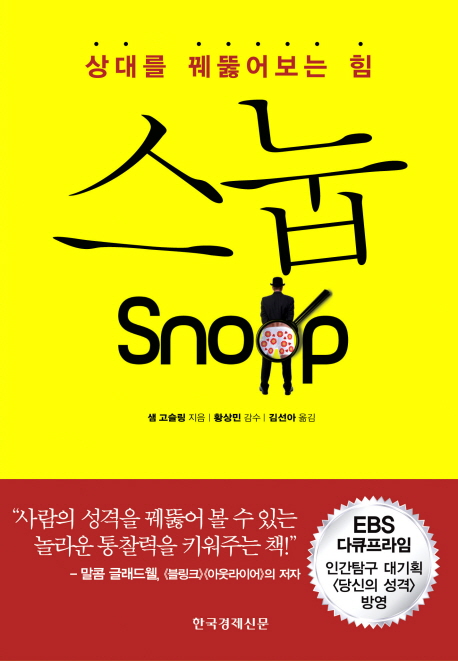 상대를 꿰뚫어보는 힘
스눕
Snoop
샘 고슬링 지음 | 황상민 감수 | 김선아 옮김
“사람의 성격을 꿰뚫어 볼 수 있는
놀라운 통찰력을 키워주는 책!”
– 말콤 글래드웰, 〈블링크〉〈아웃라이어〉의 저자
EBS
다큐프라임
인간탐구 대기획
〈당신의 성격〉
방영
한국경제신문